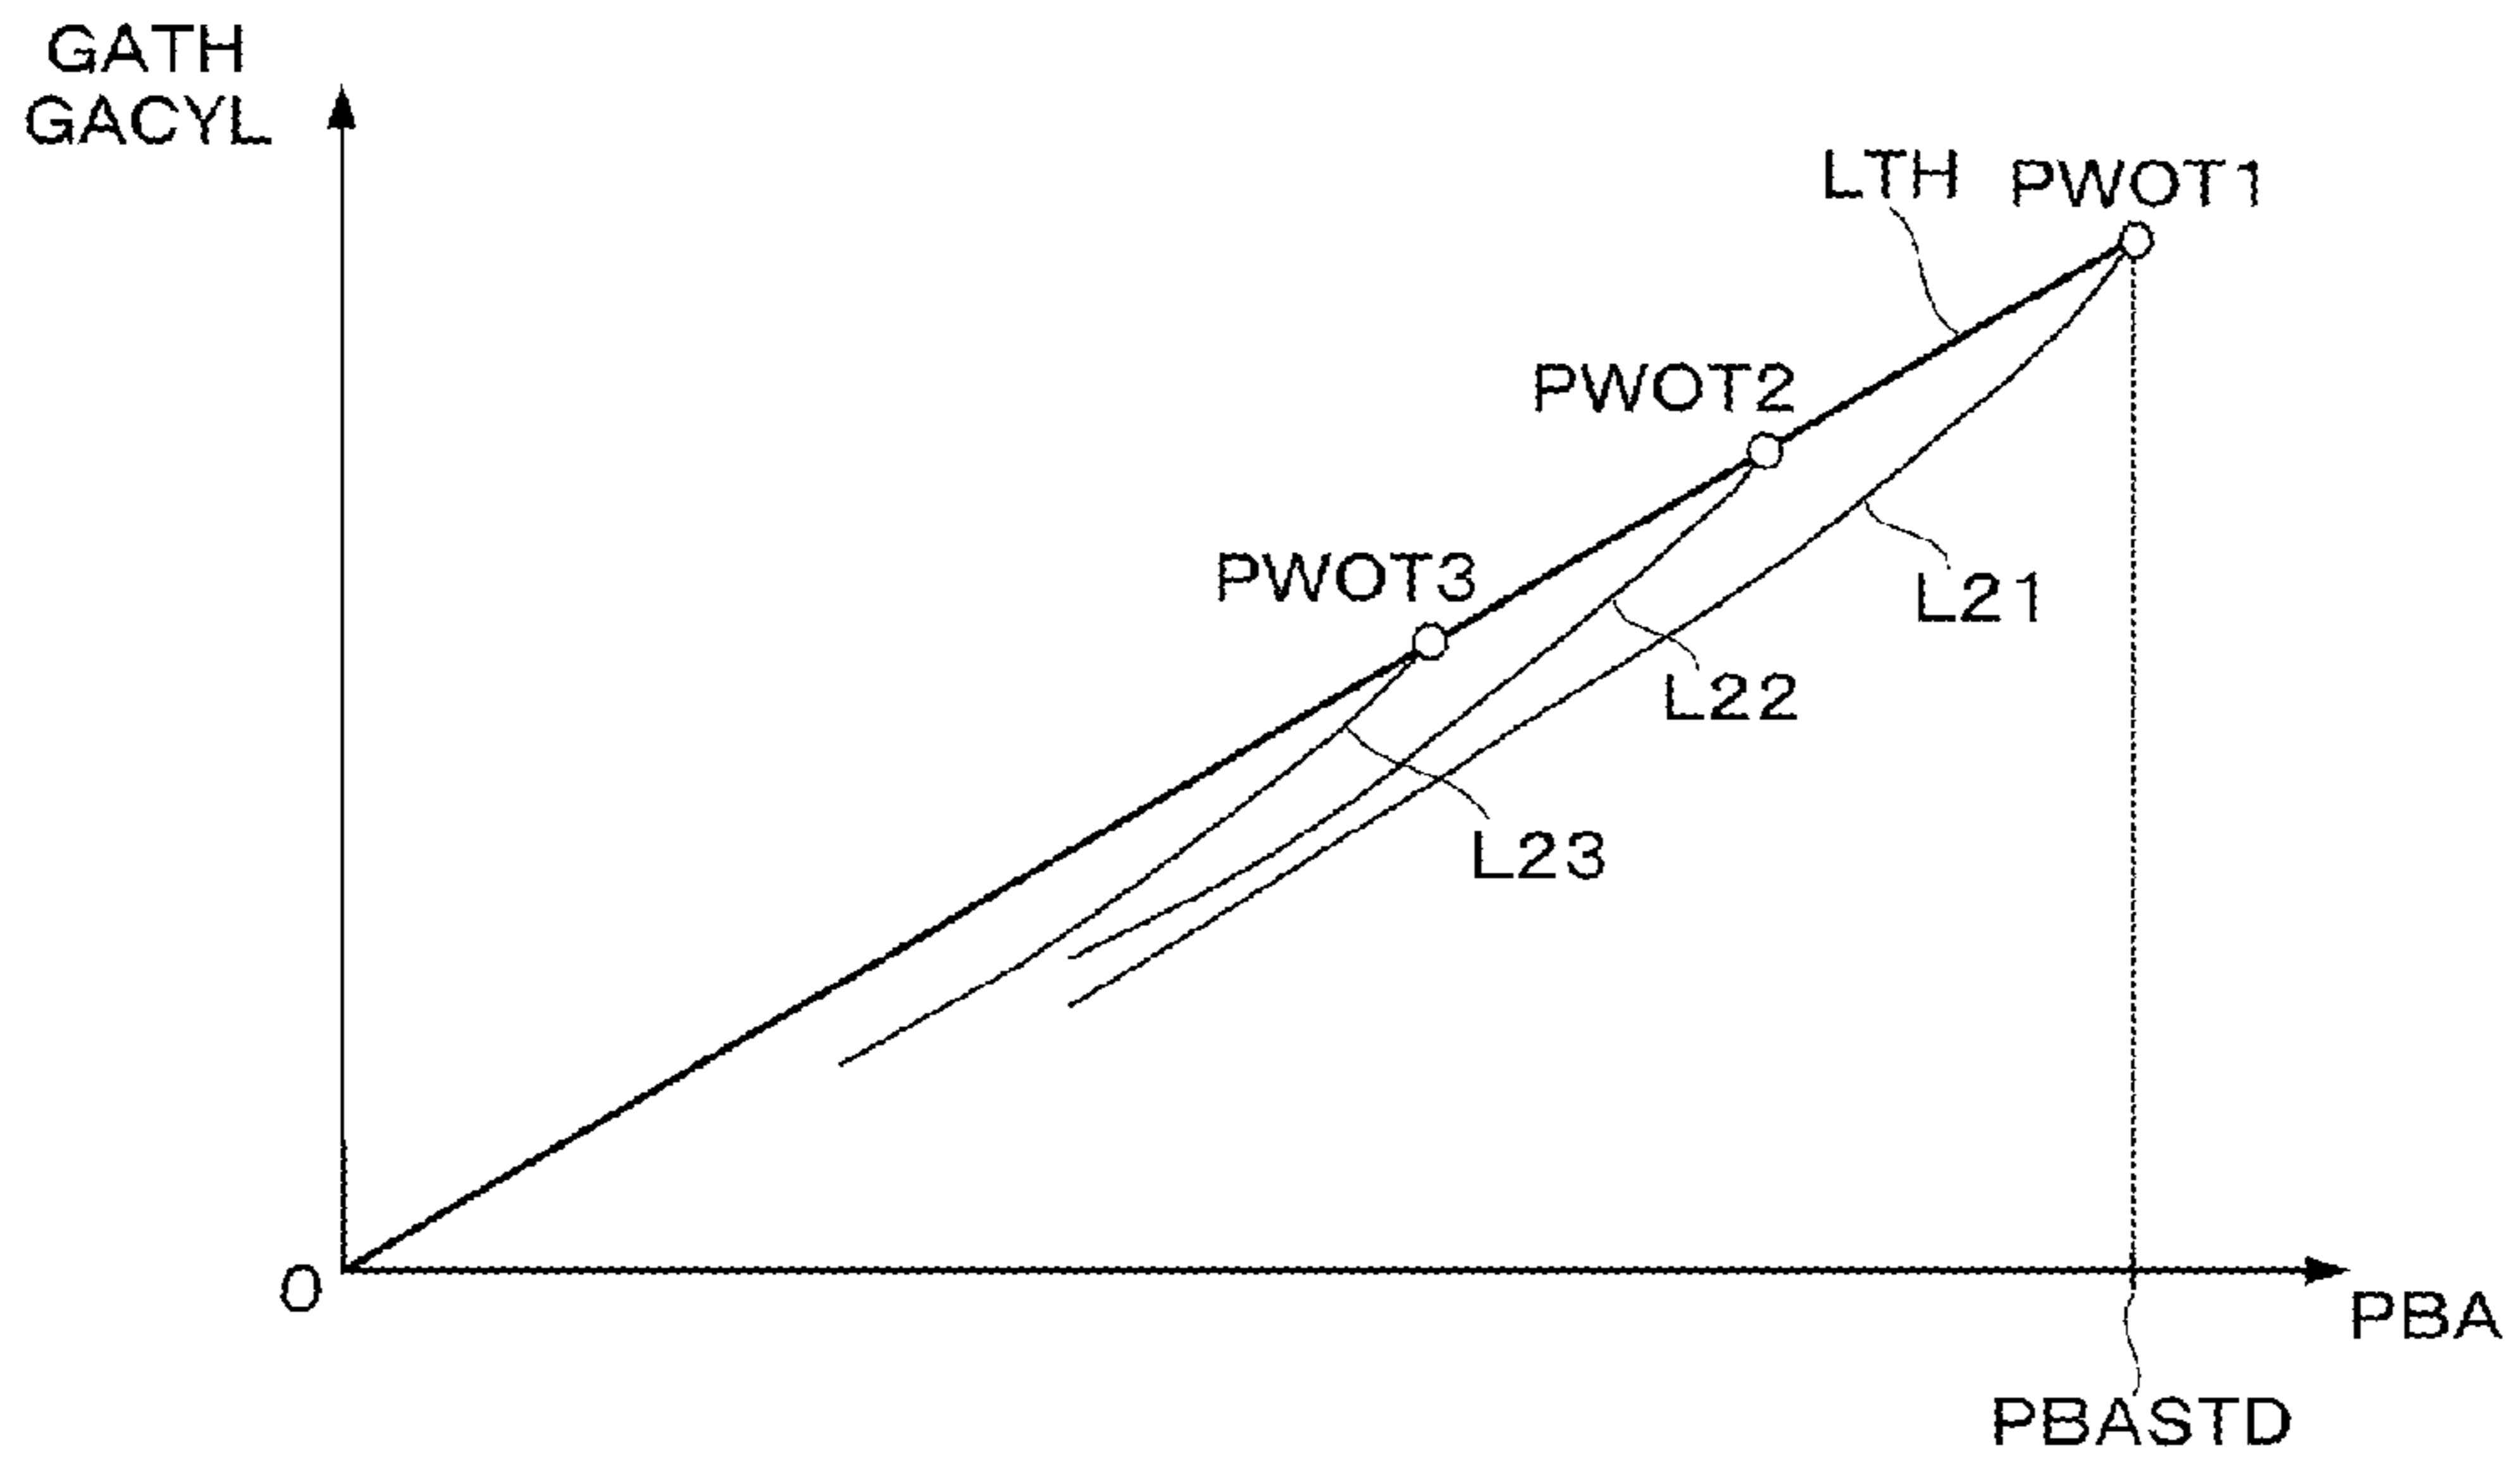 GATH
GACYL
LTH
PWOT1
PWOT2
PWOT3
L21
L22
L23
0
PBA
PBASTD